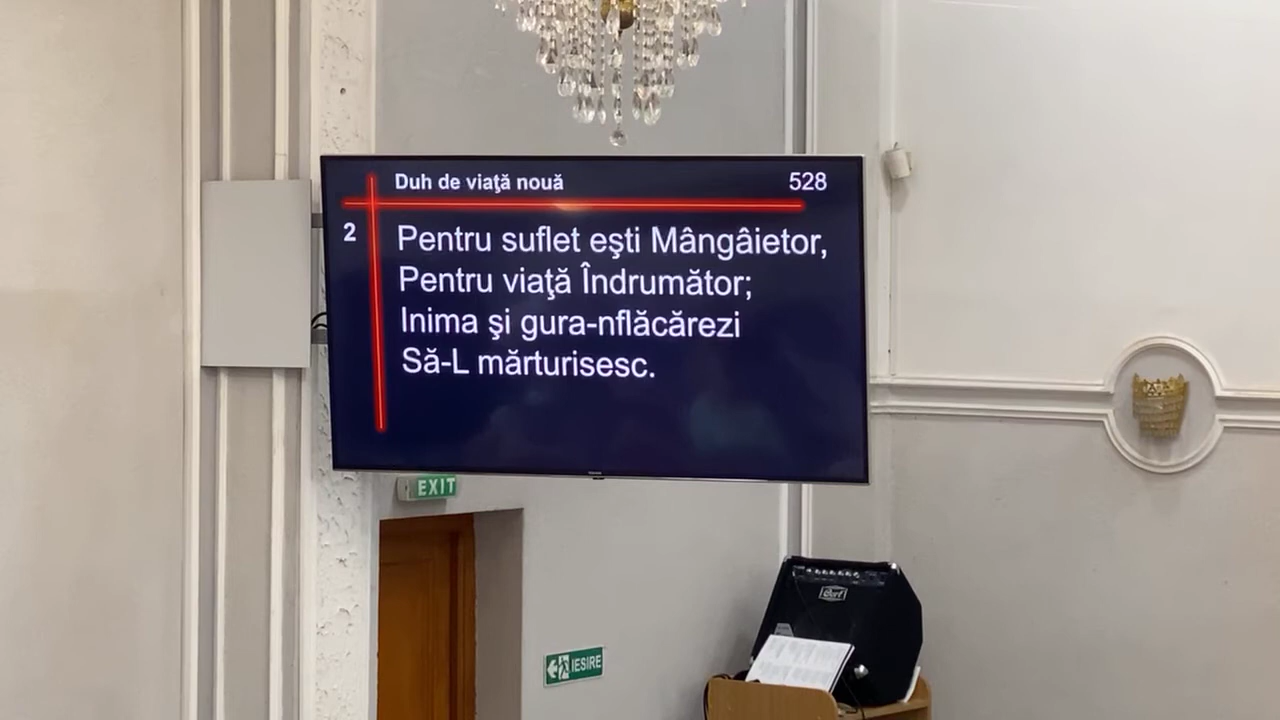 Duh de viaţă nouă
528
2
Pentru suflet eşti Mângâietor,
Pentru viaţă Îndrumător;
Inima şi gura-nflăcărezi
Să-L mărturisesc.
EXIT
IESIRE
Cort